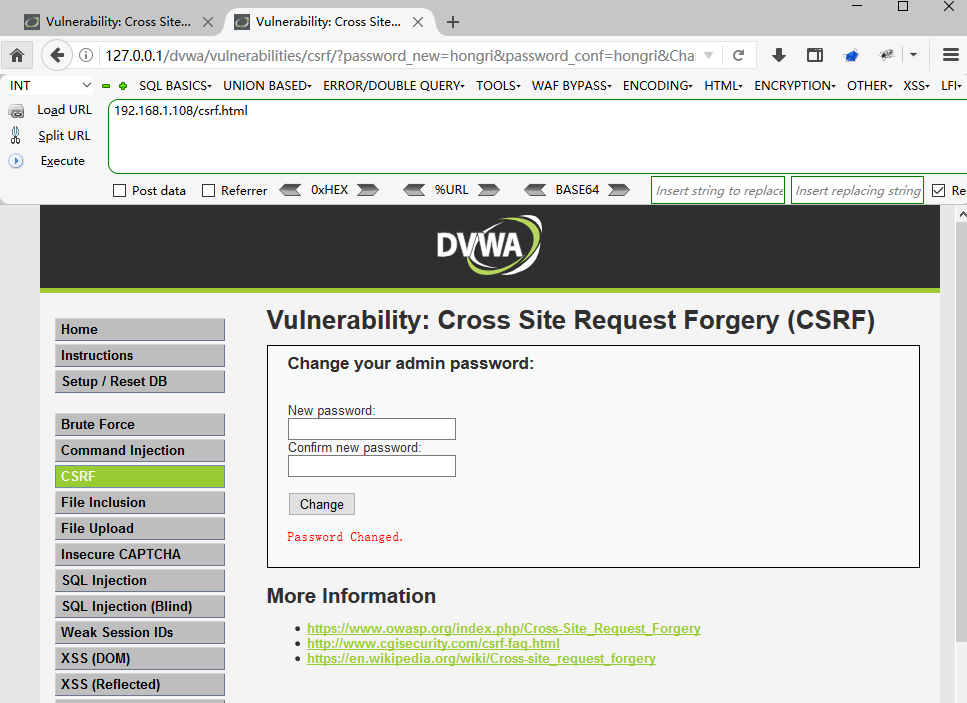 Vulnerability: Cross Site...
Vulnerability: Cross Site...
127.0.0.1/dvwa/vulnerabilities/csrf/?password_new=hongri&password_conf=hongri&Cha
INT
SQL BASICS
UNION BASED
ERROR/DOUBLE QUERY
TOOLS
WAF BYPASS
ENCODING
HTML
ENCRYPTION
OTHER
XSS
LFI
Load URL
192.168.1.108/csrf.html
Split URL
Execute
Post data
Referrer
0xHEX
%URL
BASE64
Insert string to replace
Insert replacing string
Re
DVWA
Home
Instructions
Setup / Reset DB
Brute Force
Command Injection
CSRF
File Inclusion
File Upload
Insecure CAPTCHA
SQL Injection
SQL Injection (Blind)
Weak Session IDs
XSS (DOM)
XSS (Reflected)
Vulnerability: Cross Site Request Forgery (CSRF)
Change your admin password:
New password:
Confirm new password:
Change
Password Changed.
More Information
https://www.owasp.org/index.php/Cross-Site_Request_Forgery
http://www.cgisecurity.com/csrf-faq.html
https://en.wikipedia.org/wiki/Cross-site_request_forgery